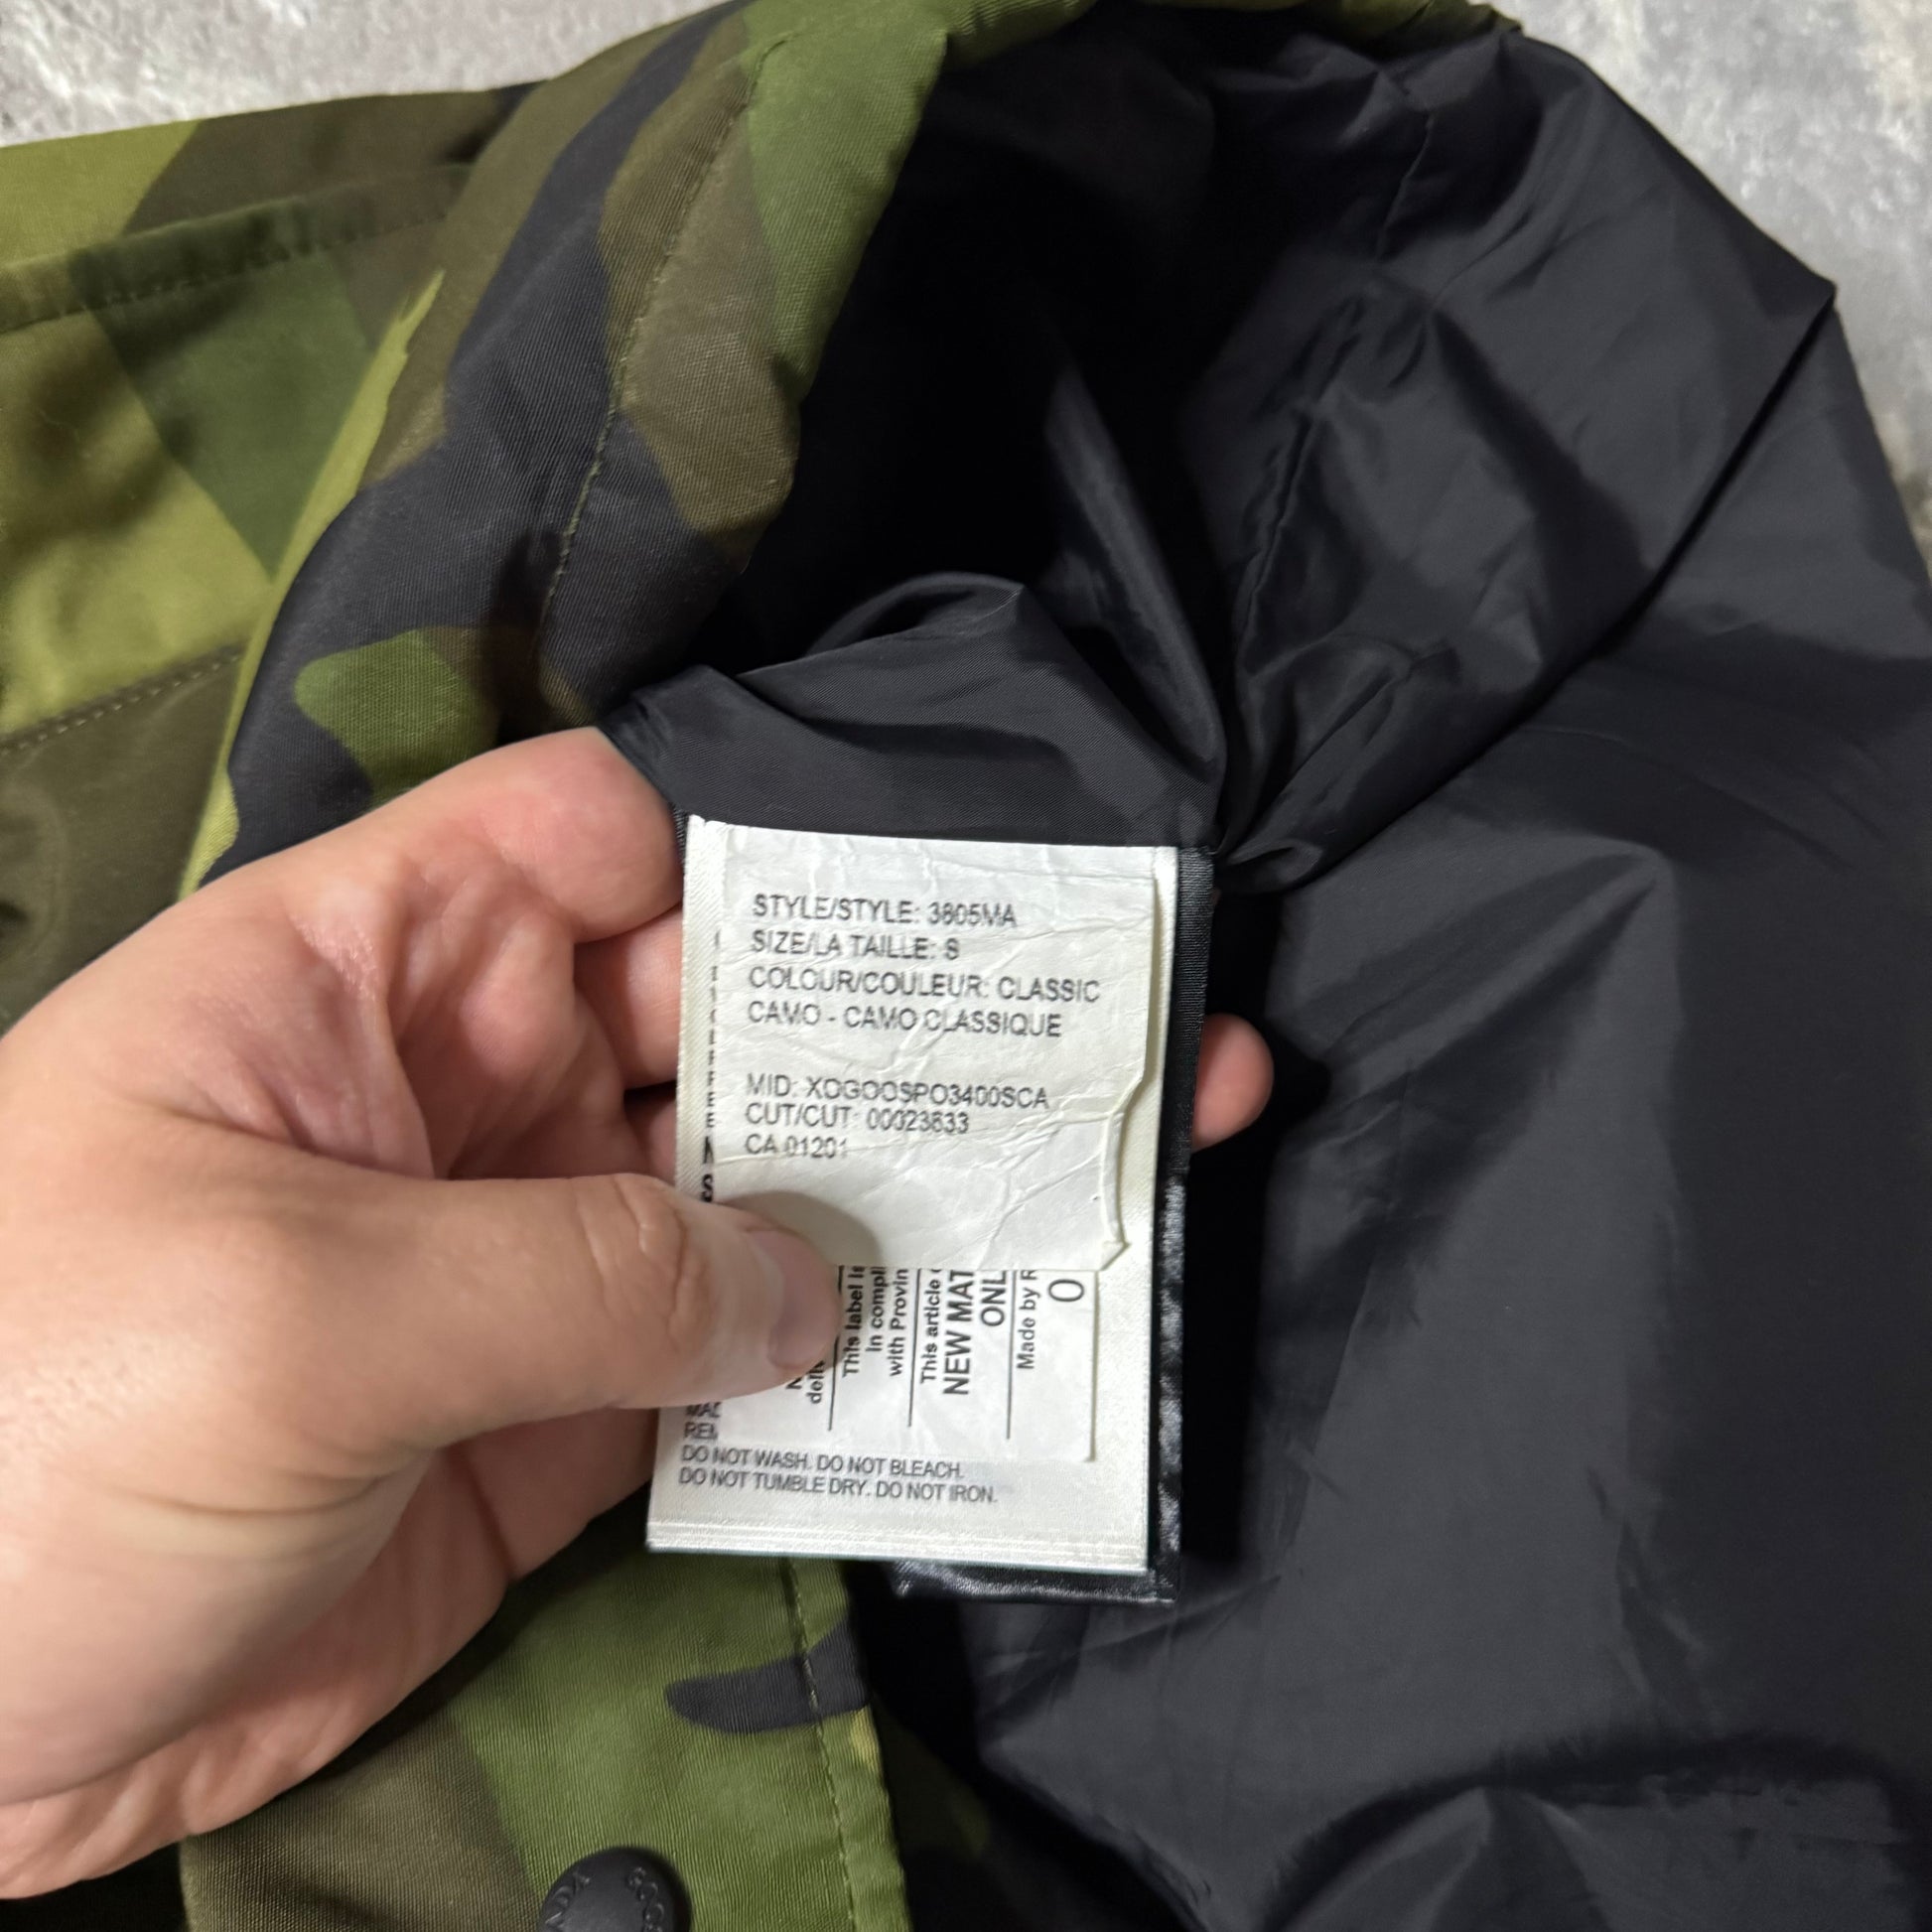 STYLE/STYLE: 3805MA
SIZE/LA TAILLE: S
COLOUR/COULEUR: CLASSIC
CAMO - CAMO CLASSIQUE
MID: XOGOOSPO3400SCA
CUT/CUT: 00023633
CA 01201
This label is
in compli
with Provin
This article
NEW MAT
ONL
Made by R
0
DO NOT WASH. DO NOT BLEACH.
DO NOT TUMBLE DRY. DO NOT IRON.